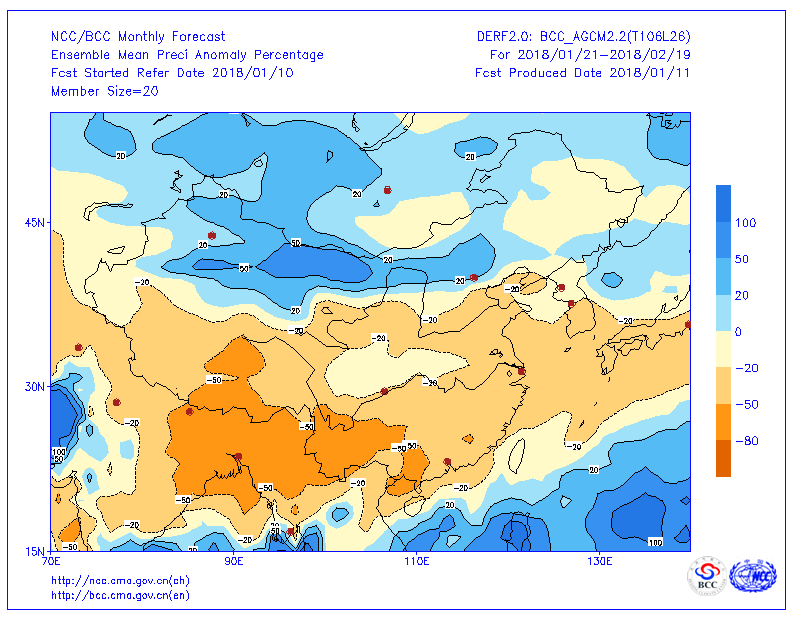 NCC/BCC Monthly Forecast
DERF2.0: BCC_AGCM2.2(T106L26)
Ensemble Mean Preci Anomaly Percentage
For 2018/01/21-2018/02/19
Fcst Started Refer Date 2018/01/10
Fcst Produced Date 2018/01/11
Member Size=20
20
20
20
20
45N
20
50
20
50
100
50
-20
20
20
-20
-20
-20
-20
0
-20
-20
-50
30N
-20
-50
-20
-50
-80
-50
-50
-20
100
50
20
-50
-20
-20
-50
20
-20
20
50
-20
100
-50
20
15N
70E
90E
110E
130E
http://ncc.cma.gov.cn(ch)
http://bcc.cma.gov.cn(en)
BCC
NCC